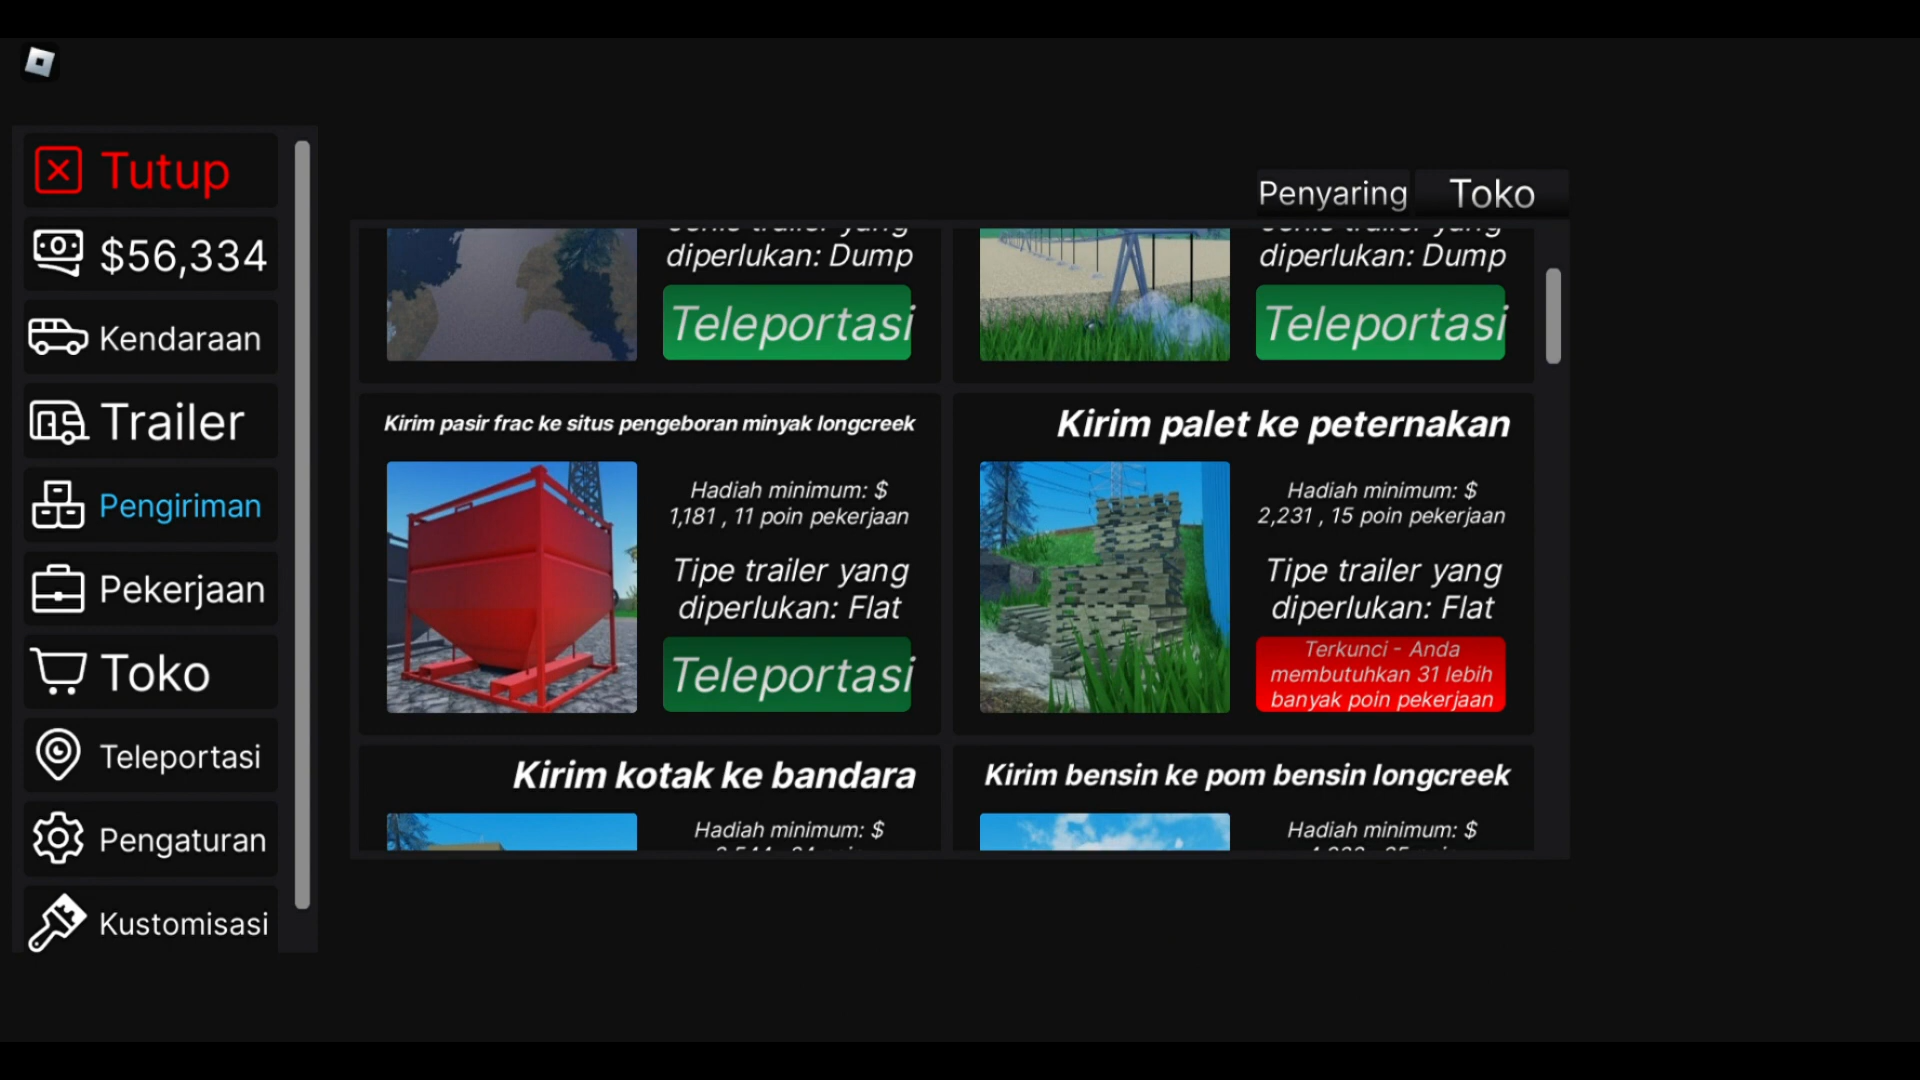 Tutup
$56,334
Kendaraan
Trailer
Pengiriman
Pekerjaan
Toko
Teleportasi
Pengaturan
Kustomisasi
Penyaring
Toko
diperlukan: Dump
Teleportasi
diperlukan: Dump
Teleportasi
Kirim pasir frac ke situs pengeboran minyak longcreek
Hadiah minimum: $
1,181 , 11 poin pekerjaan
Tipe trailer yang
diperlukan: Flat
Teleportasi
Kirim palet ke peternakan
Hadiah minimum: $
2,231 , 15 poin pekerjaan
Tipe trailer yang
diperlukan: Flat
Terkunci - Anda
membutuhkan 31 lebih
banyak poin pekerjaan
Kirim kotak ke bandara
Hadiah minimum: $
Kirim bensin ke pom bensin longcreek
Hadiah minimum: $